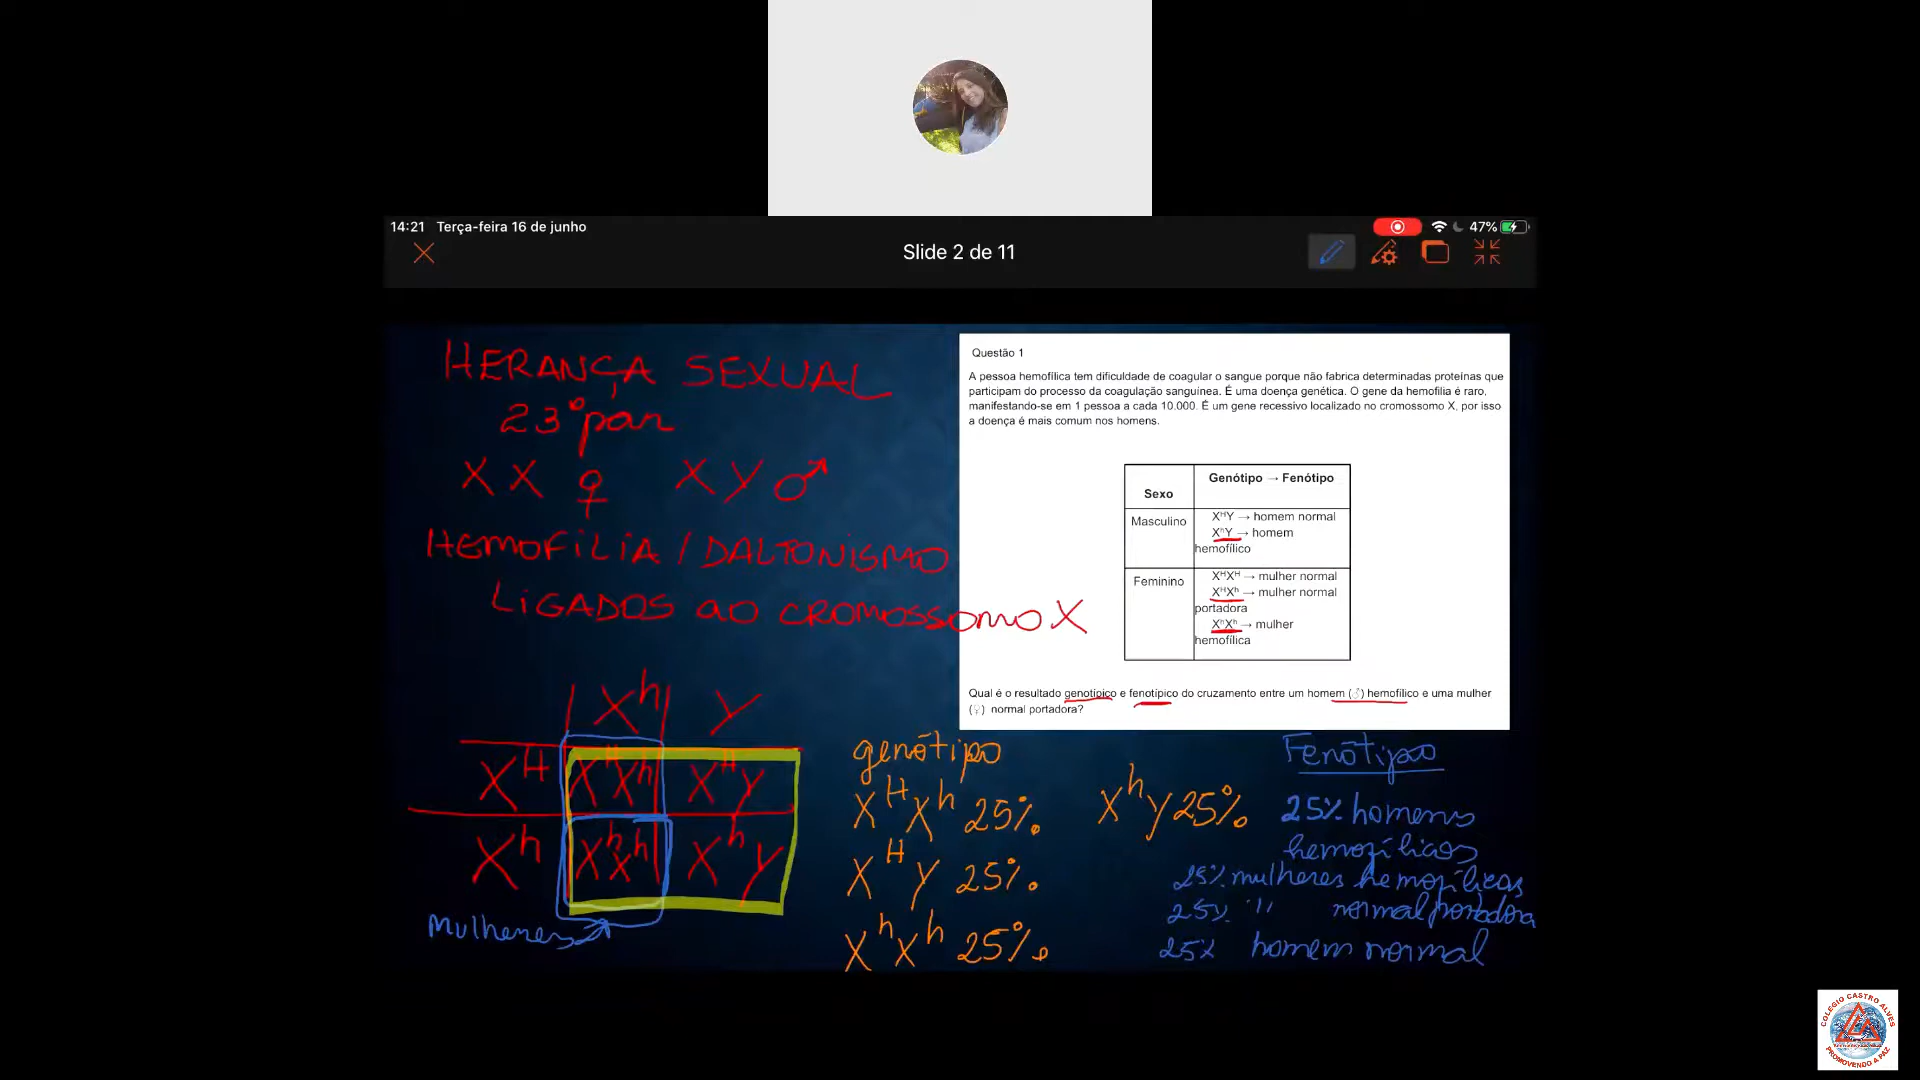 14:21 Terça-feira 16 de junho
47%
Slide 2 de 11
HERANÇA SEXUAL
23º par
X X ♀ X Y ♂
HEMOFILIA / DALTONISMO
LIGADOS AO CROMOSSOMO X
Questão 1
A pessoa hemofílica tem dificuldade de coagular o sangue porque não fabrica determinadas proteínas que
participam do processo da coagulação sanguínea. É uma doença genética. O gene da hemofilia é raro,
manifestando-se em 1 pessoa a cada 10.000. É um gene recessivo localizado no cromossomo X, por isso
a doença é mais comum nos homens.
Sexo
Genótipo → Fenótipo
Masculino
XᴴY → homem normal
XʰY → homem
hemofílico
Feminino
XᴴXᴴ → mulher normal
XᴴXʰ → mulher normal
portadora
XʰXʰ → mulher
hemofílica
Qual é o resultado genotípico e fenotípico do cruzamento entre um homem (♂) hemofílico e uma mulher
(♀) normal portadora?
Xʰ Y
Xᴴ XᴴXʰ XᴴY
Xʰ XʰXʰ XʰY
Mulheres
genótipo
XᴴXʰ 25%
XᴴY 25%
XʰXʰ 25%
XʰY 25%
Fenótipo
25% homens
hemofílicos
25% mulheres hemofílicas
25% '' normal portadora
25% homem normal
COLEGIO CASTRO ALVES
PROMOVENDO A PAZ